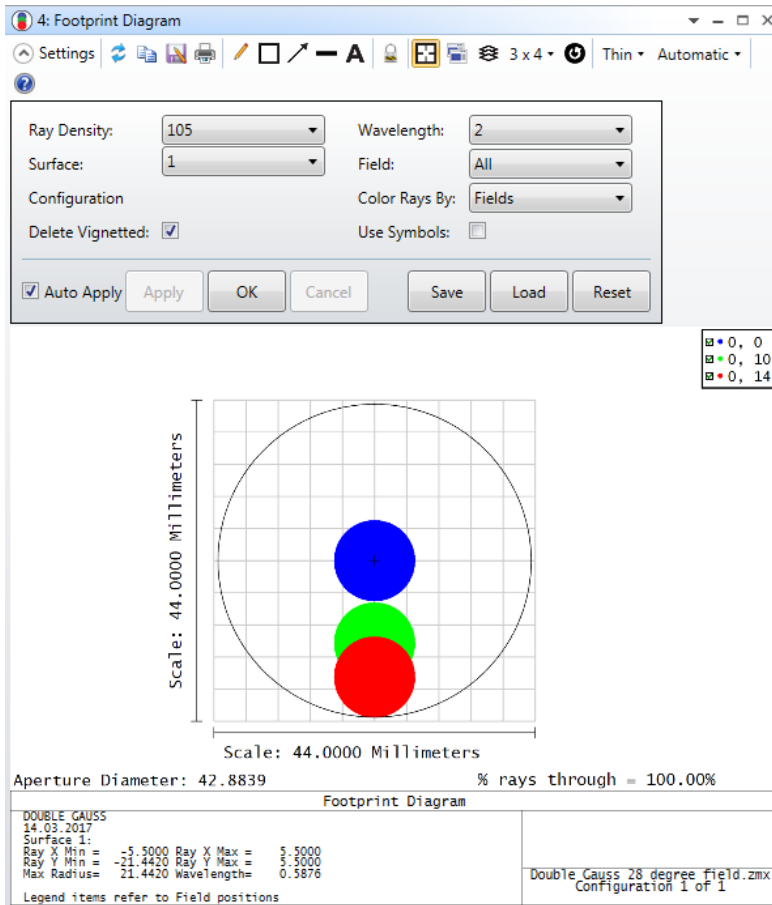 4: Footprint Diagram
Settings A 3 x 4 Thin Automatic
?
Ray Density: 105 Wavelength: 2
Surface: 1 Field: All
Configuration Color Rays By: Fields
Delete Vignetted: Use Symbols:
Auto Apply Apply OK Cancel Save Load Reset
0, 0
0, 10
0, 14
Scale: 44.0000 Millimeters
Scale: 44.0000 Millimeters
Aperture Diameter: 42.8839 % rays through = 100.00%
Footprint Diagram
DOUBLE GAUSS
14.03.2017
Surface 1:
Ray X Min = -5.5000 Ray X Max = 5.5000
Ray Y Min = -21.4420 Ray Y Max = 5.5000
Max Radius= 21.4420 Wavelength= 0.5876
Legend items refer to Field positions
Double Gauss 28 degree field.zmx
Configuration 1 of 1